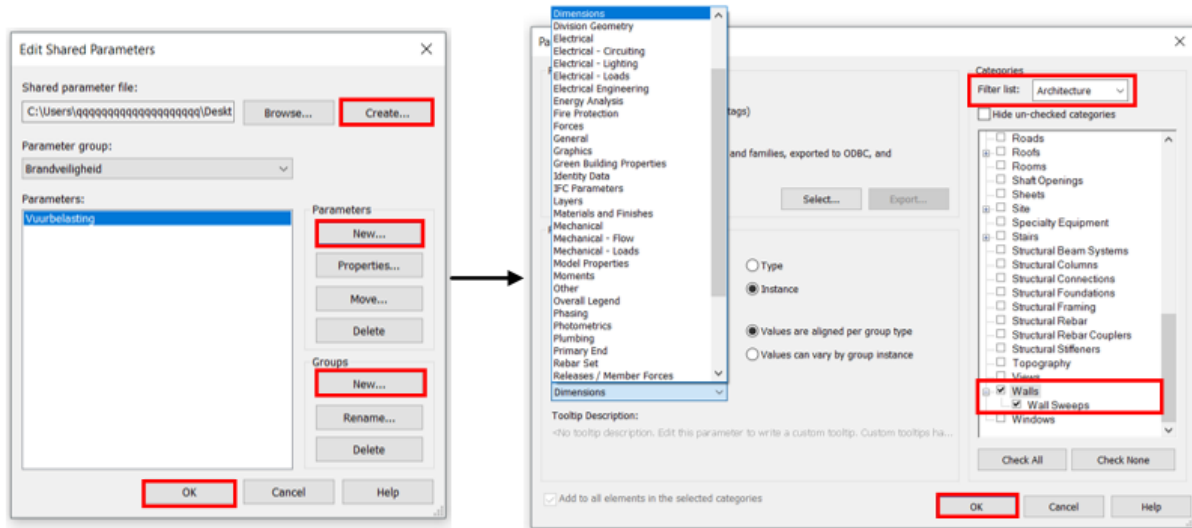 Edit Shared Parameters
Shared parameter file:
C:\Users\qqqqqqqqqqqqqqqqqqqq\Deskt
Browse...
Create...
Parameter group:
Brandveiligheid
Parameters:
Vuurbelasting
Parameters
New...
Properties...
Move...
Delete
Groups
New...
Rename...
Delete
OK
Cancel
Help
Pa
Dimensions
Division Geometry
Electrical
Electrical - Circuiting
Electrical - Lighting
Electrical - Loads
Electrical Engineering
Energy Analysis
Fire Protection
Forces
General
Graphics
Green Building Properties
Identity Data
IFC Parameters
Layers
Materials and Finishes
Mechanical
Mechanical - Flow
Mechanical - Loads
Model Properties
Moments
Other
Overall Legend
Phasing
Photometrics
Plumbing
Primary End
Rebar Set
Releases / Member Forces
Dimensions
tags)
and families, exported to ODBC, and
Select...
Export...
Type
Instance
Values are aligned per group type
Values can vary by group instance
Tooltip Description:
<No tooltip description. Edit this parameter to write a custom tooltip. Custom tooltips ha...
Add to all elements in the selected categories
Categories
Filter list:
Architecture
Hide un-checked categories
Roads
Roofs
Rooms
Shaft Openings
Sheets
Site
Specialty Equipment
Stairs
Structural Beam Systems
Structural Columns
Structural Connections
Structural Foundations
Structural Framing
Structural Rebar
Structural Rebar Couplers
Structural Stiffeners
Topography
Views
Walls
Wall Sweeps
Windows
Check All
Check None
OK
Cancel
Help